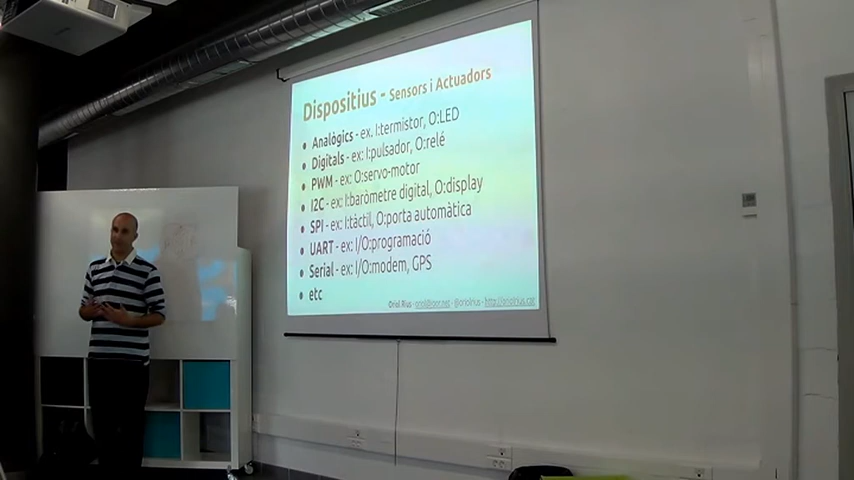 Dispositius - Sensors i Actuadors
• Analògics - ex. I:termistor, O:LED
• Digitals - ex: I:pulsador, O:relé
• PWM - ex: O:servo-motor
• I2C - ex: I:baròmetre digital, O:display
• SPI - ex: I:tàctil, O:porta automàtica
• UART - ex: I/O:programació
• Serial - ex: I/O:modem, GPS
• etc
Oriol Rius - oriol@joor.net - @oriolrius - http://oriolrius.cat